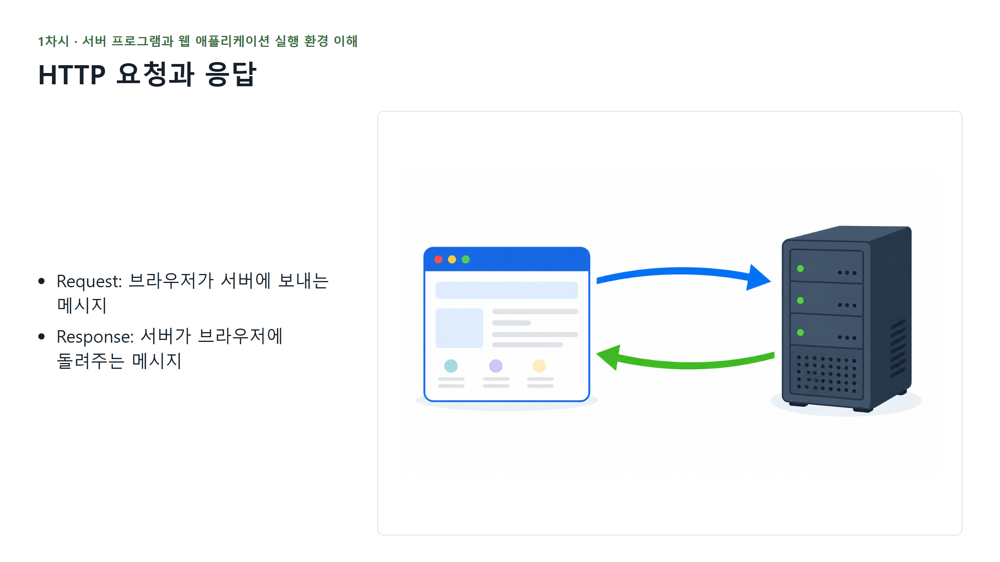 1차시 · 서버 프로그램과 웹 애플리케이션 실행 환경 이해
HTTP 요청과 응답
• Request: 브라우저가 서버에 보내는
메시지
• Response: 서버가 브라우저에
돌려주는 메시지